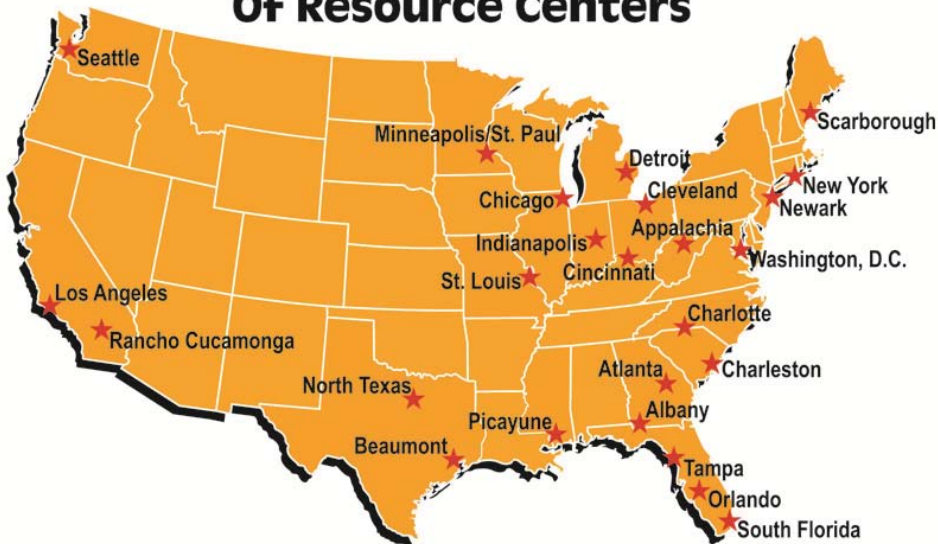 Of Resource Centers
Seattle
Minneapolis/St. Paul
Scarborough
Detroit
Chicago
Cleveland
New York
Newark
Appalachia
Indianapolis
Cincinnati
Washington, D.C.
St. Louis
Los Angeles
Rancho Cucamonga
Charlotte
Charleston
Atlanta
North Texas
Albany
Picayune
Beaumont
Tampa
Orlando
South Florida